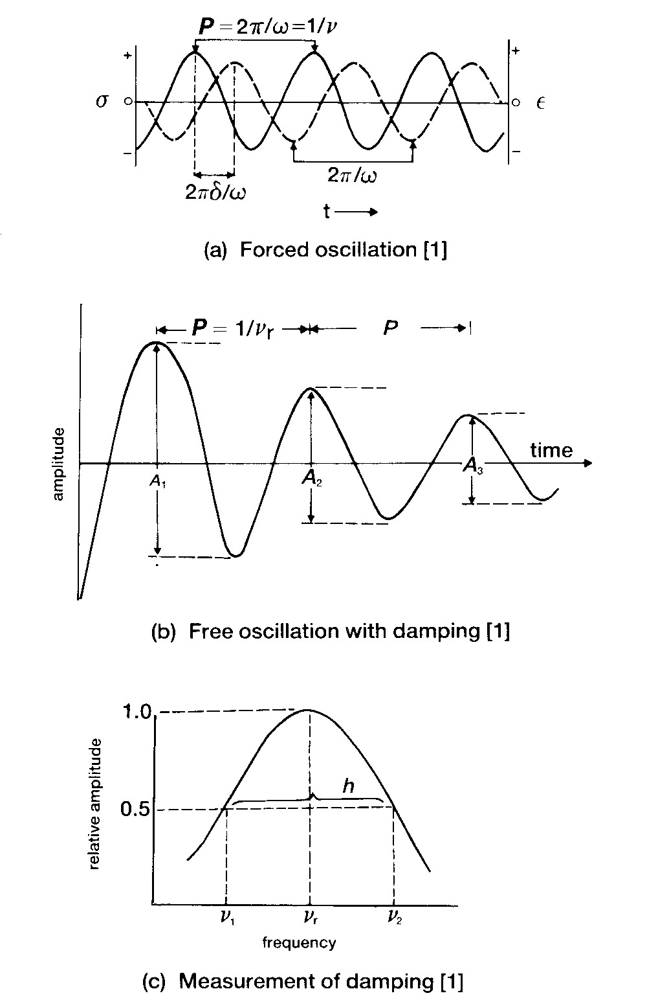 P = 2π/ω=1/ν
+ +
σ o o ϵ
− −
2π/ω
2πδ/ω
t
(a) Forced oscillation [1]
P = 1/νr P
amplitude
time
A1 A2 A3
(b) Free oscillation with damping [1]
1.0
relative amplitude
h
0.5
ν1 νr ν2
frequency
(c) Measurement of damping [1]